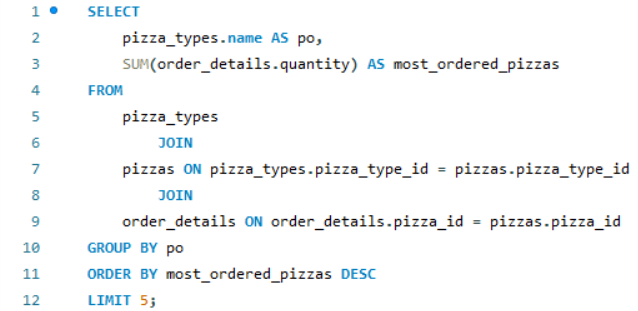 1 SELECT
2 pizza_types.name AS po,
3 SUM(order_details.quantity) AS most_ordered_pizzas
4 FROM
5 pizza_types
6 JOIN
7 pizzas ON pizza_types.pizza_type_id = pizzas.pizza_type_id
8 JOIN
9 order_details ON order_details.pizza_id = pizzas.pizza_id
10 GROUP BY po
11 ORDER BY most_ordered_pizzas DESC
12 LIMIT 5;